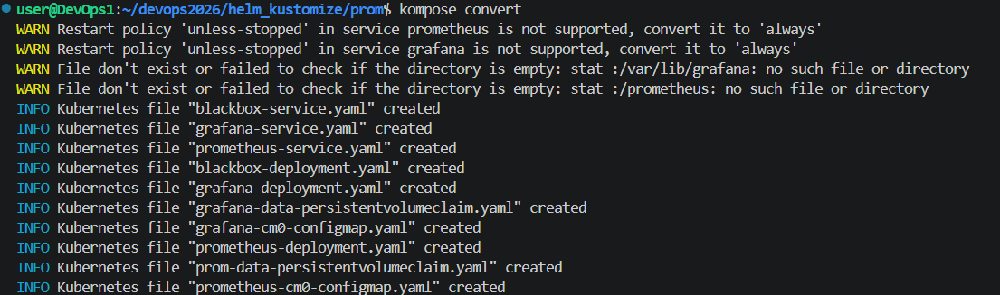 user@DevOps1:~/devops2026/helm_kustomize/prom$ kompose convert
WARN Restart policy 'unless-stopped' in service prometheus is not supported, convert it to 'always'
WARN Restart policy 'unless-stopped' in service grafana is not supported, convert it to 'always'
WARN File don't exist or failed to check if the directory is empty: stat :/var/lib/grafana: no such file or directory
WARN File don't exist or failed to check if the directory is empty: stat :/prometheus: no such file or directory
INFO Kubernetes file "blackbox-service.yaml" created
INFO Kubernetes file "grafana-service.yaml" created
INFO Kubernetes file "prometheus-service.yaml" created
INFO Kubernetes file "blackbox-deployment.yaml" created
INFO Kubernetes file "grafana-deployment.yaml" created
INFO Kubernetes file "grafana-data-persistentvolumeclaim.yaml" created
INFO Kubernetes file "grafana-cm0-configmap.yaml" created
INFO Kubernetes file "prometheus-deployment.yaml" created
INFO Kubernetes file "prom-data-persistentvolumeclaim.yaml" created
INFO Kubernetes file "prometheus-cm0-configmap.yaml" created